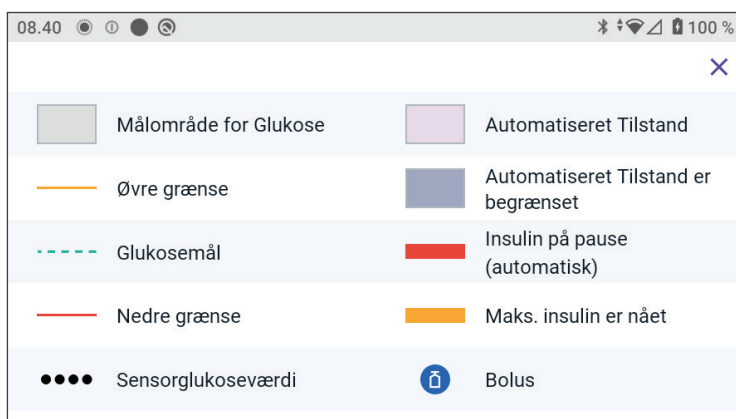 08.40 100 %
Målområde for Glukose
Automatiseret Tilstand
Øvre grænse
Automatiseret Tilstand er
begrænset
Glukosemål
Insulin på pause
(automatisk)
Nedre grænse
Maks. insulin er nået
Sensorglukoseværdi
Bolus